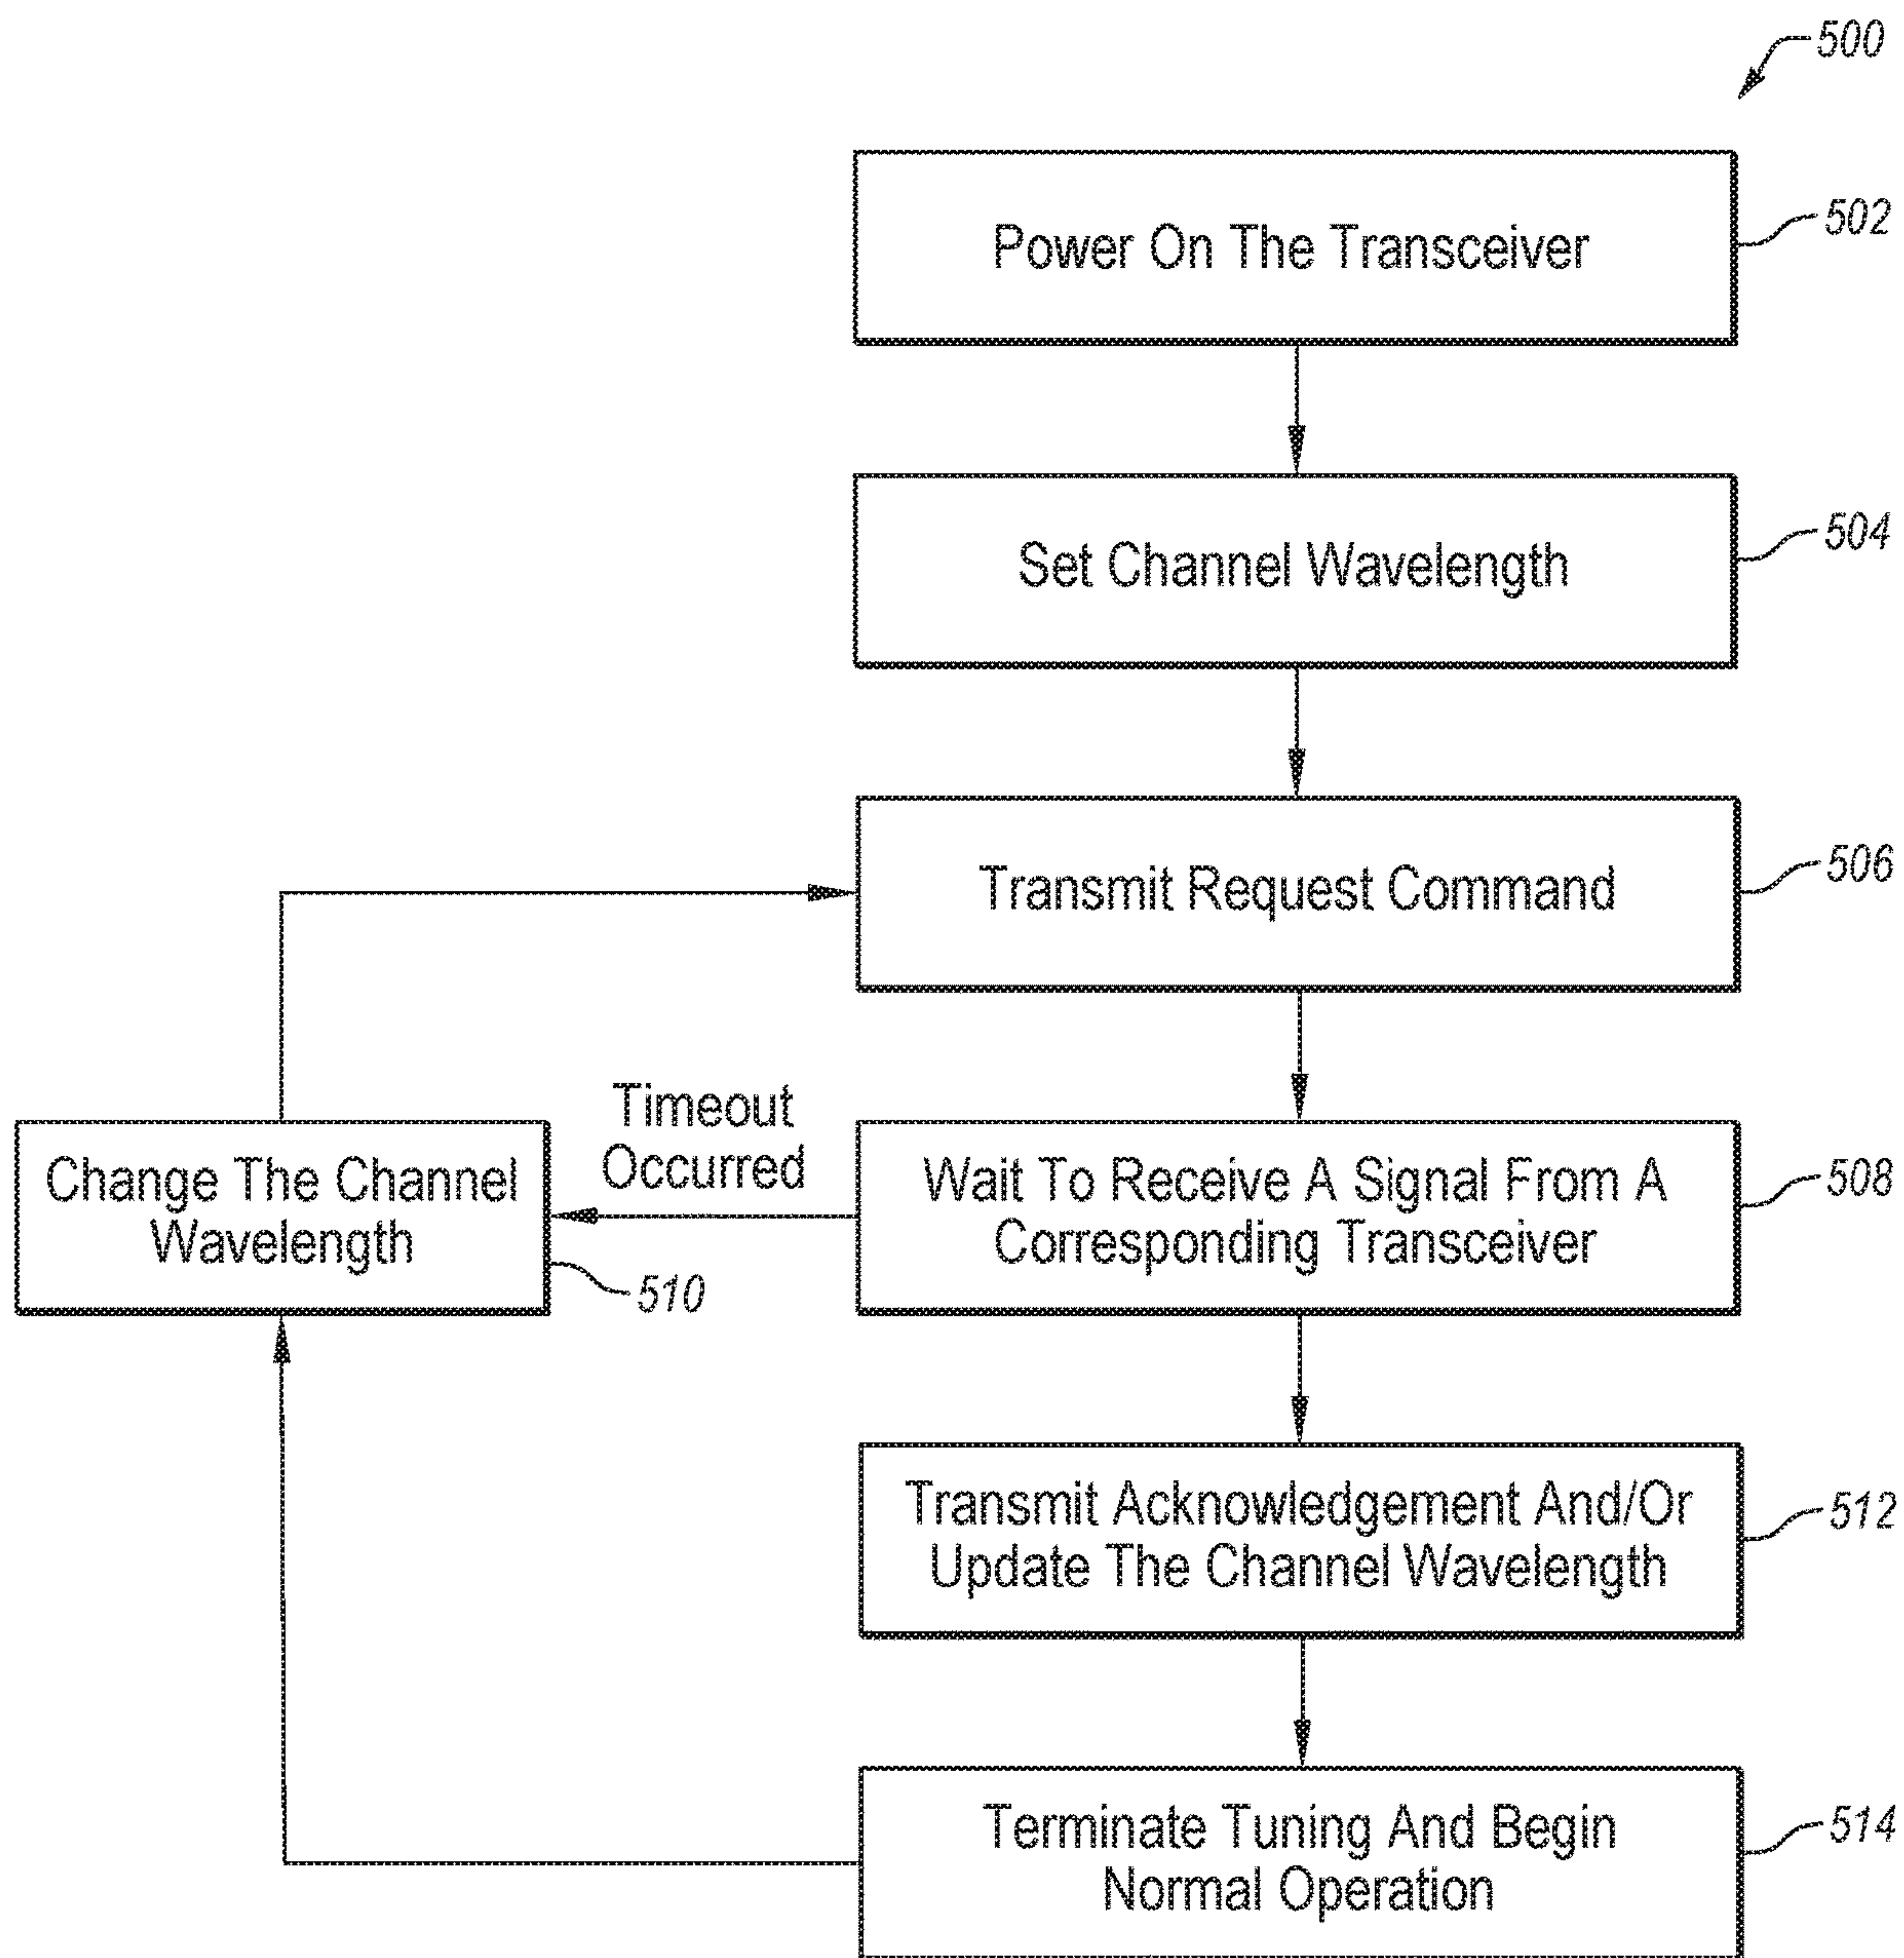 500
Power On The Transceiver
502
Set Channel Wavelength
504
Transmit Request Command
506
Timeout
Occurred
Change The Channel
Wavelength
510
Wait To Receive A Signal From A
Corresponding Transceiver
508
Transmit Acknowledgement And/Or
Update The Channel Wavelength
512
Terminate Tuning And Begin
Normal Operation
514